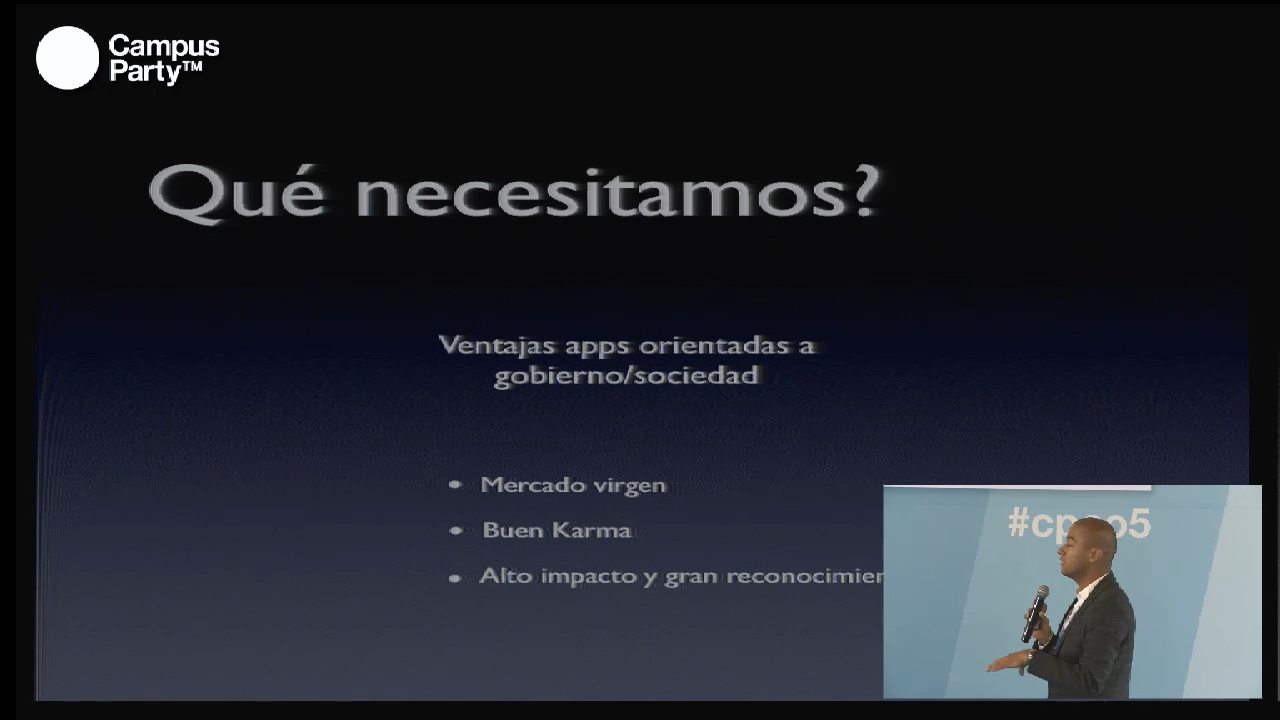 Campus
Party™
Qué necesitamos?
Ventajas apps orientadas a
gobierno/sociedad
• Mercado virgen
• Buen Karma
• Alto impacto y gran